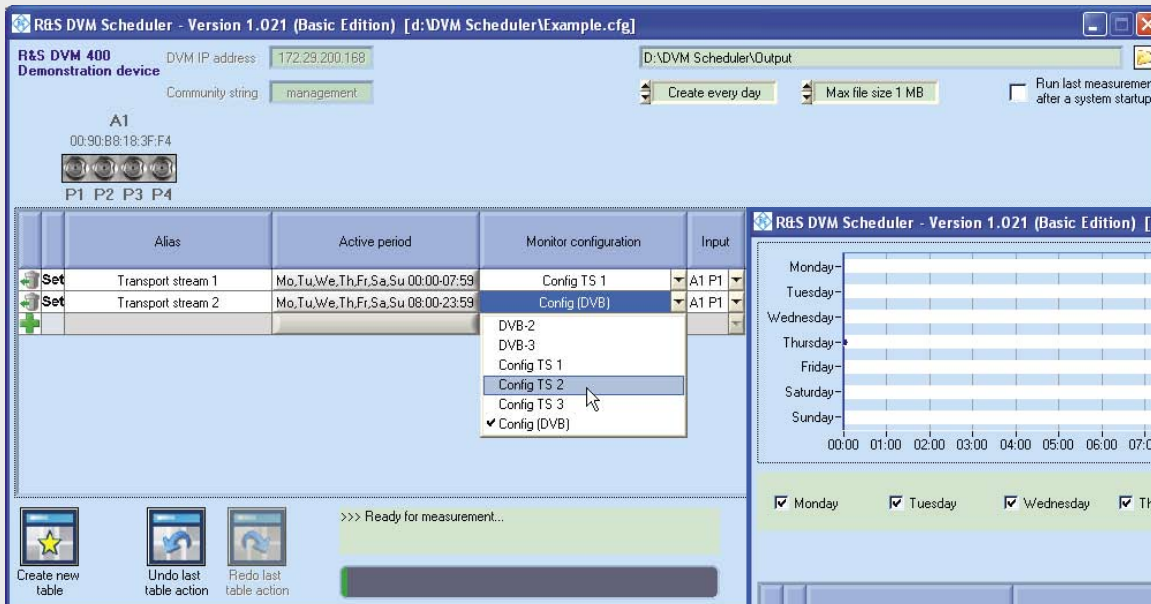 R&S DVM Scheduler - Version 1.021 (Basic Edition) [d:\DVM Scheduler\Example.cfg]
R&S DVM 400
Demonstration device
DVM IP address 172.29.200.168
Community string management
D:\DVM Scheduler\Output
Create every day
Max file size 1 MB
Run last measuremen
after a system startup
A1
00:90:B8:18:3F:F4
P1 P2 P3 P4
Alias Active period Monitor configuration Input
Set Transport stream 1 Mo,Tu,We,Th,Fr,Sa,Su 00:00-07:59 Config TS 1 A1 P1
Set Transport stream 2 Mo,Tu,We,Th,Fr,Sa,Su 08:00-23:59 Config (DVB) A1 P1
DVB-2
DVB-3
Config TS 1
Config TS 2
Config TS 3
Config (DVB)
R&S DVM Scheduler - Version 1.021 (Basic Edition) [
Monday
Tuesday
Wednesday
Thursday
Friday
Saturday
Sunday
00:00 01:00 02:00 03:00 04:00 05:00 06:00 07:0
Monday Tuesday Wednesday Th
>>> Ready for measurement...
Create new
table
Undo last
table action
Redo last
table action